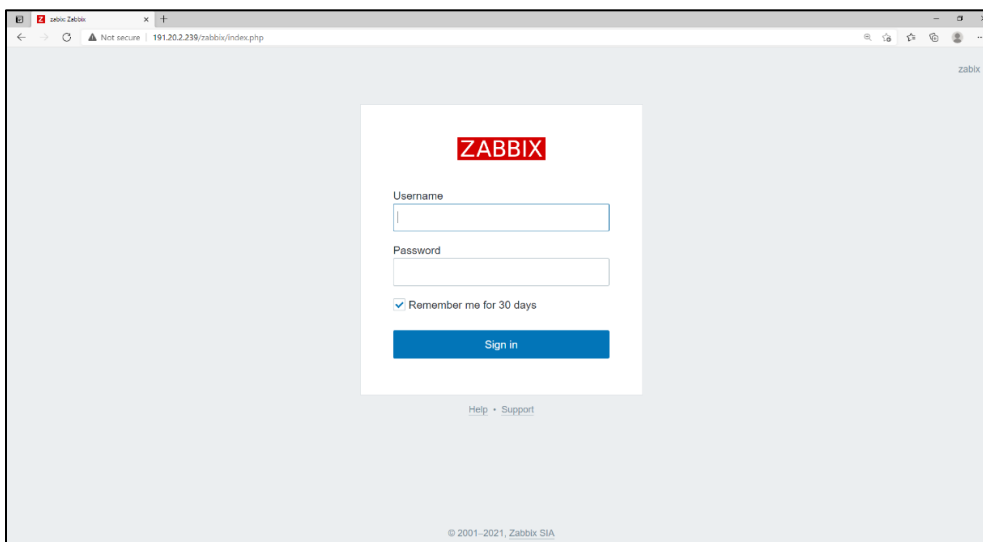 zabix: Zabbix
Not secure | 191.20.2.239/zabbix/index.php
zabix
ZABBIX
Username
Password
Remember me for 30 days
Sign in
Help • Support
© 2001–2021, Zabbix SIA